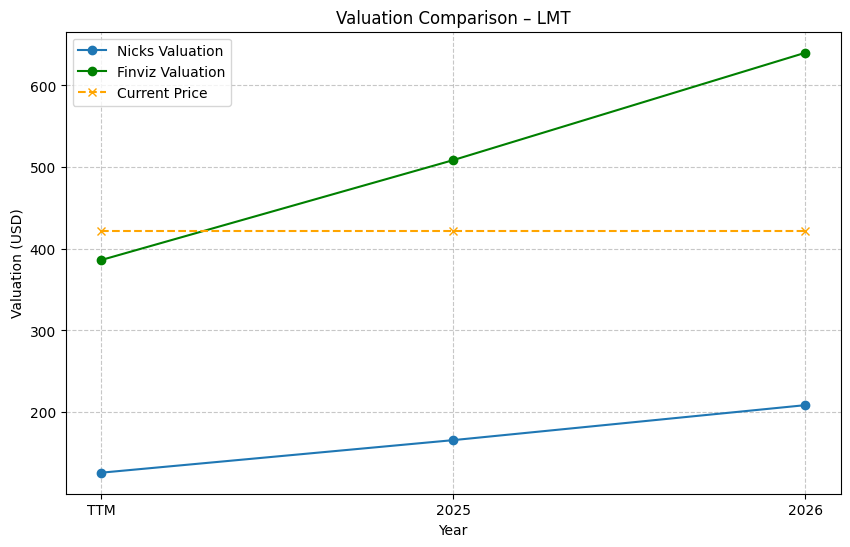 Valuation Comparison – LMT
Nicks Valuation
Finviz Valuation
Current Price
Valuation (USD)
600
500
400
300
200
TTM
2025
2026
Year